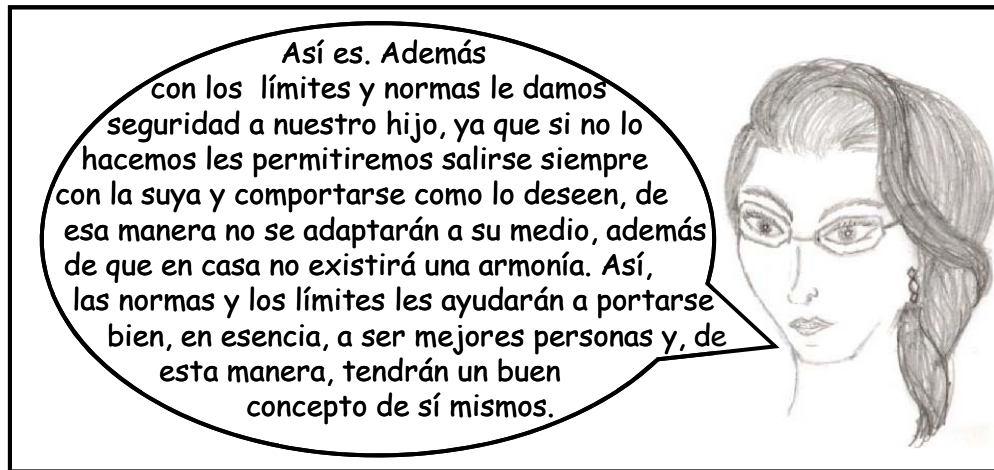 Así es. Además
con los  límites y normas le damos
seguridad a nuestro hijo, ya que si no lo
hacemos les permitiremos salirse siempre
con la suya y comportarse como lo deseen, de
esa manera no se adaptarán a su medio, además
de que en casa no existirá una armonía. Así,
las normas y los límites les ayudarán a portarse
bien, en esencia, a ser mejores personas y, de
esta manera, tendrán un buen
concepto de sí mismos.